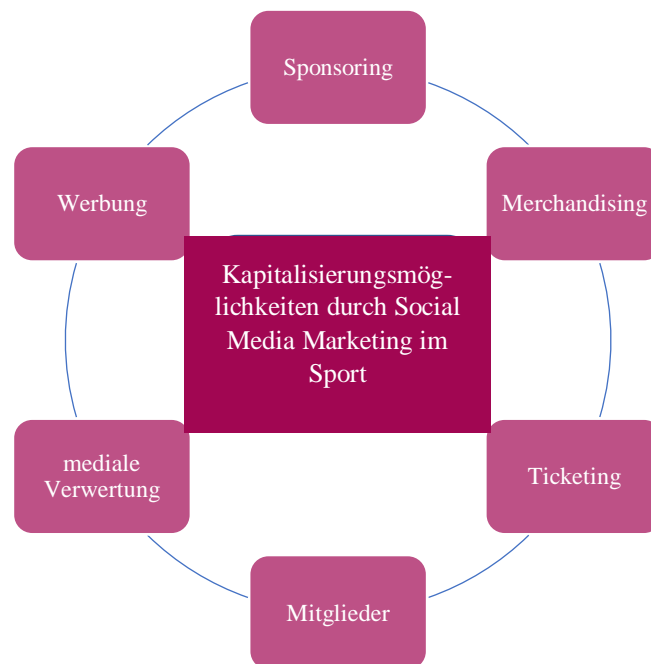 Sponsoring
Werbung
Merchandising
Kapitalisierungsmög-
lichkeiten durch Social
Media Marketing im
Sport
mediale
Verwertung
Ticketing
Mitglieder